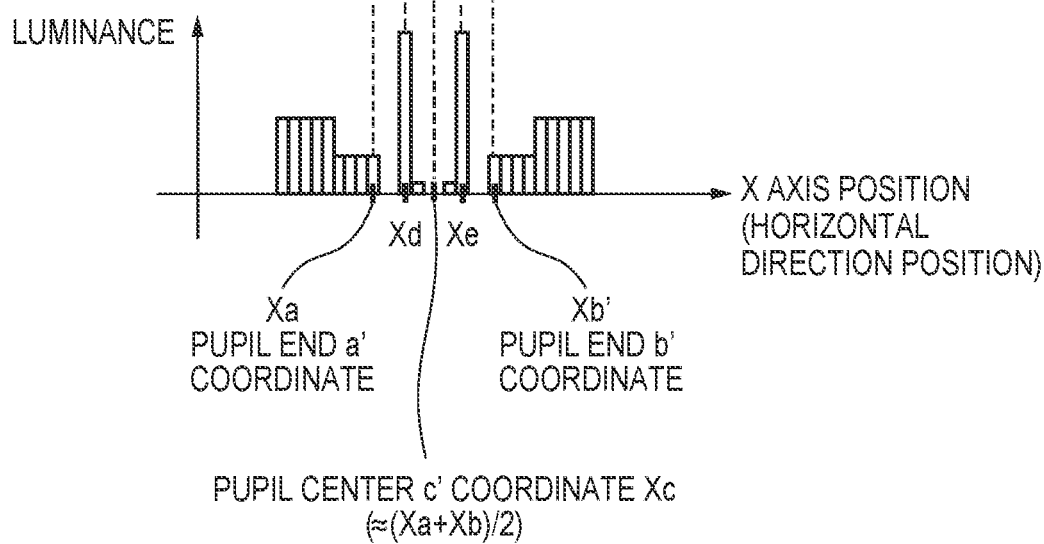 LUMINANCE
X AXIS POSITION
(HORIZONTAL
DIRECTION POSITION)
Xd Xe
Xa
PUPIL END a'
COORDINATE
Xb'
PUPIL END b'
COORDINATE
PUPIL CENTER c' COORDINATE Xc
(≈(Xa+Xb)/2)